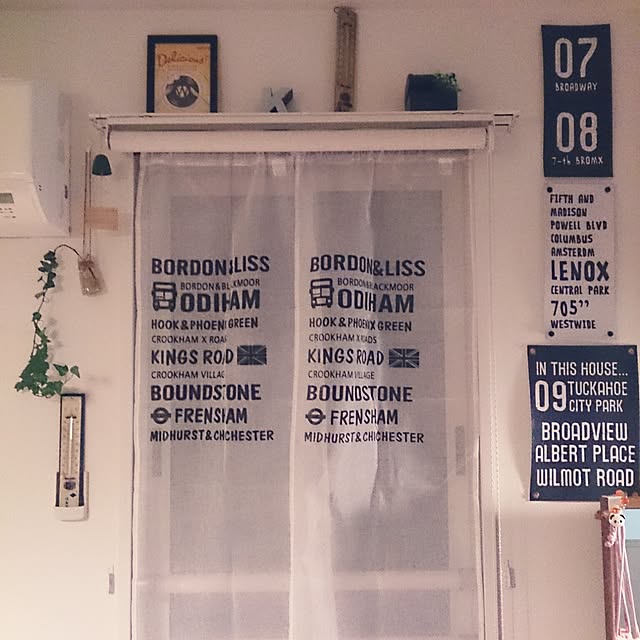 Delicious
BORDON&LISS
BORDON&BLACKMOOR
ODIHAM
HOOK&PHOENIX GREEN
CROOKHAM X ROADS
KINGS ROAD
CROOKHAM VILLAGE
BOUNDSTONE
FRENSHAM
MIDHURST&CHICHESTER
BORDON&LISS
BORDON&BLACKMOOR
ODIHAM
HOOK&PHOENIX GREEN
CROOKHAM X ROADS
KINGS ROAD
CROOKHAM VILLAGE
BOUNDSTONE
FRENSHAM
MIDHURST&CHICHESTER
07
BROADWAY
08
7-th BROMX
FIFTH AND
MADISON
POWELL BLVD
COLUMBUS
AMSTERDM
LENOX
CENTRAL PARK
705"
WESTWIDE
IN THIS HOUSE...
09 TUCKAHOE
CITY PARK
BROADVIEW
ALBERT PLACE
WILMOT ROAD